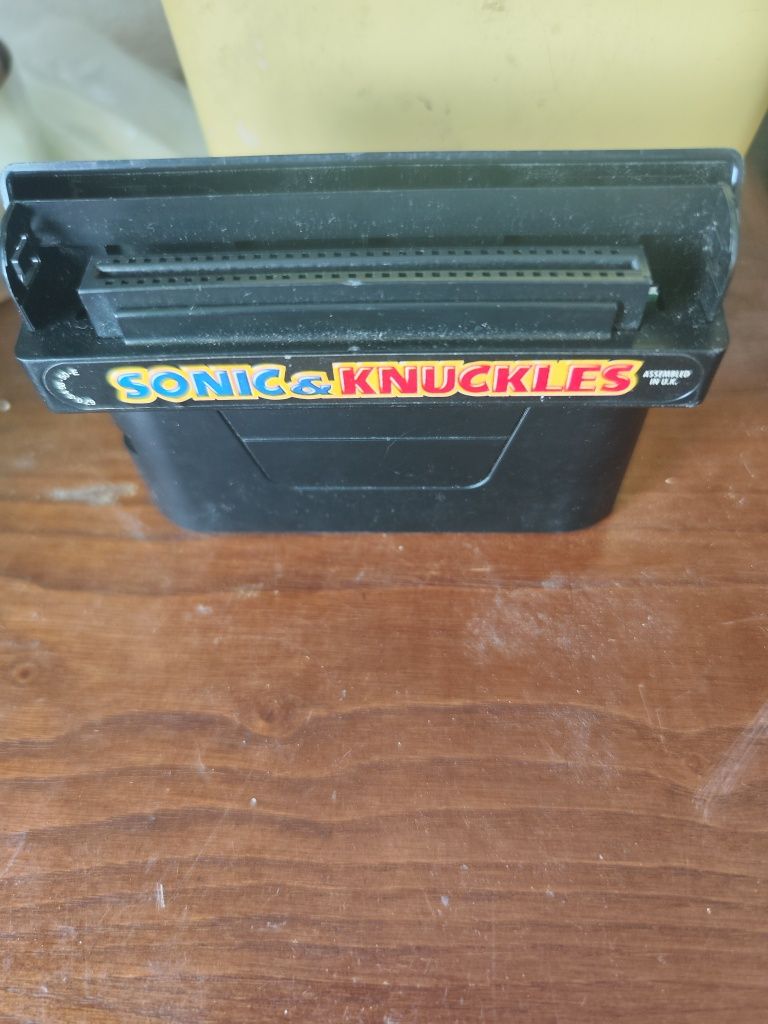 SONIC & KNUCKLES
ASSEMBLED
IN U.K.